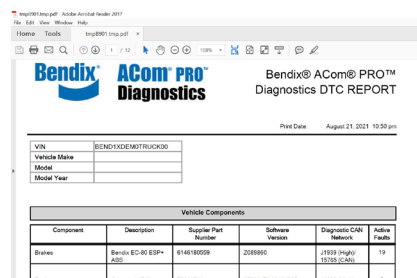 tmp8901.tmp.pdf - Adobe Acrobat Reader 2017
File Edit View Window Help
Home Tools tmp8901.tmp.pdf ×
1 / 12 108%
Bendix® ACom® PRO™
Diagnostics
Bendix® ACom® PRO™
Diagnostics DTC REPORT
Print Date: August 21, 2021 10:50 pm
VIN BEND1XDEM0TRUCK00
Vehicle Make
Model
Model Year
Vehicle Components
Component Description Supplier Part Number Software Version Diagnostic CAN Network Active Faults
Brakes Bendix EC-80 ESP+ ABS 6146180559 Z089860 J1939 (High)/ 15765 (CAN) 19